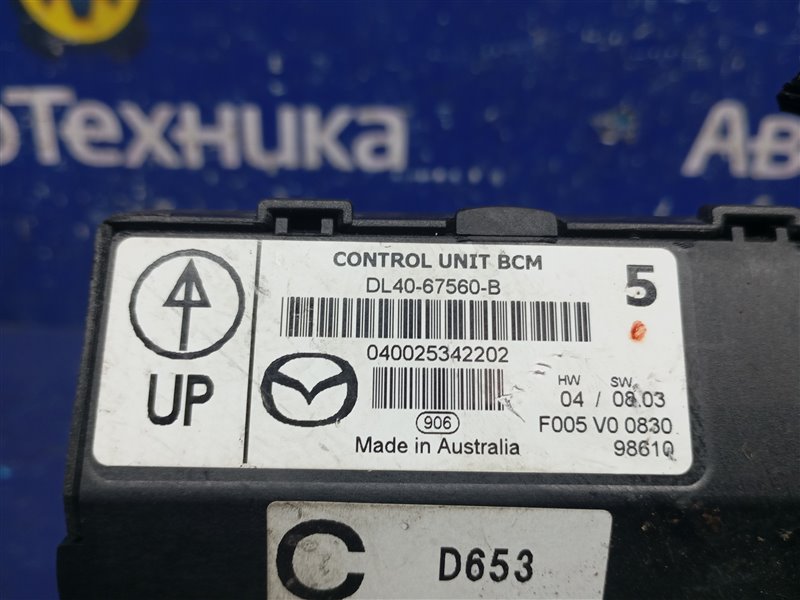 оТехника АВ
CONTROL UNIT BCM
DL40-67560-B
5
040025342202
UP
HW SW
04 / 08.03
906
F005 V0 0830
Made in Australia
98610
C D653